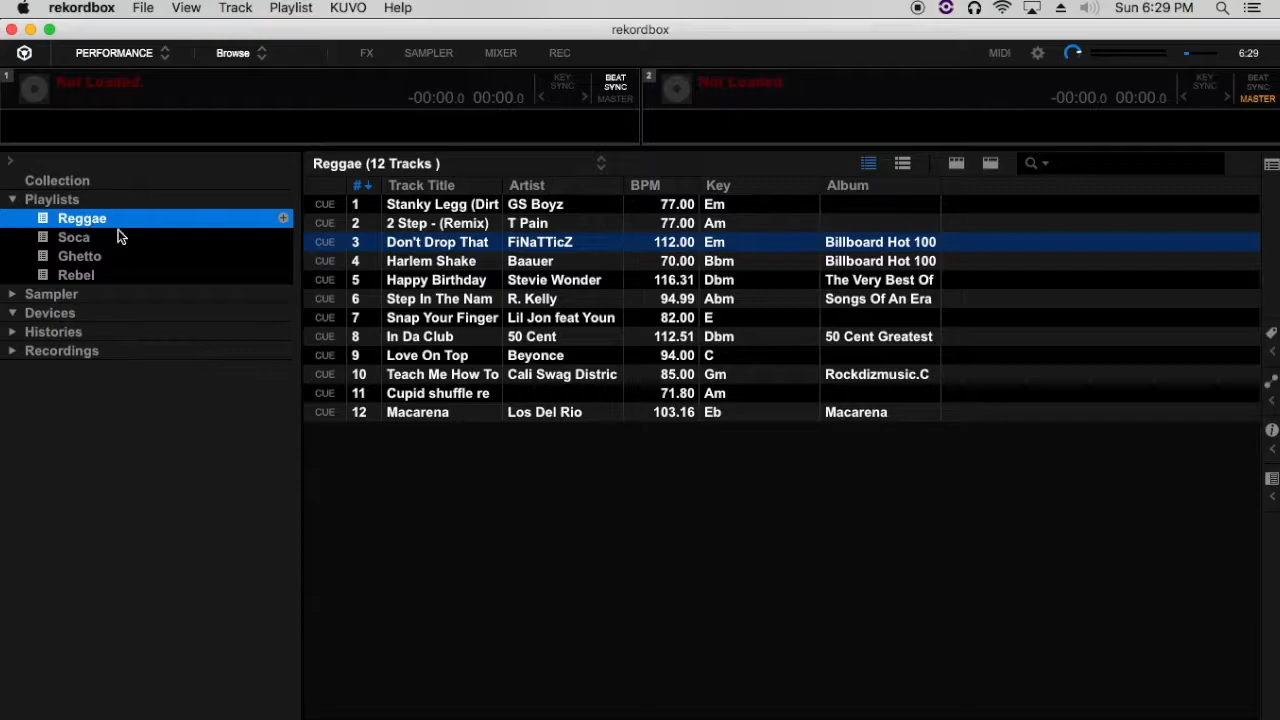 rekordbox File View Track Playlist KUVO Help Sun 6:29 PM
rekordbox
PERFORMANCE Browse FX SAMPLER MIXER REC MIDI 6:29
1 Not Loaded. -00:00.0 00:00.0 KEY SYNC BEAT SYNC MASTER
2 Not Loaded. -00:00.0 00:00.0 KEY SYNC BEAT SYNC MASTER
Collection
Playlists
Reggae
Soca
Ghetto
Rebel
Sampler
Devices
Histories
Recordings
Reggae (12 Tracks )
# Track Title Artist BPM Key Album
CUE 1 Stanky Legg (Dirt GS Boyz 77.00 Em
CUE 2 2 Step - (Remix) T Pain 77.00 Am
CUE 3 Don't Drop That FiNaTTicZ 112.00 Em Billboard Hot 100
CUE 4 Harlem Shake Baauer 70.00 Bbm Billboard Hot 100
CUE 5 Happy Birthday Stevie Wonder 116.31 Dbm The Very Best Of
CUE 6 Step In The Nam R. Kelly 94.99 Abm Songs Of An Era
CUE 7 Snap Your Finger Lil Jon feat Youn 82.00 E
CUE 8 In Da Club 50 Cent 112.51 Dbm 50 Cent Greatest
CUE 9 Love On Top Beyonce 94.00 C
CUE 10 Teach Me How To Cali Swag Distric 85.00 Gm Rockdizmusic.C
CUE 11 Cupid shuffle re 71.80 Am
CUE 12 Macarena Los Del Rio 103.16 Eb Macarena